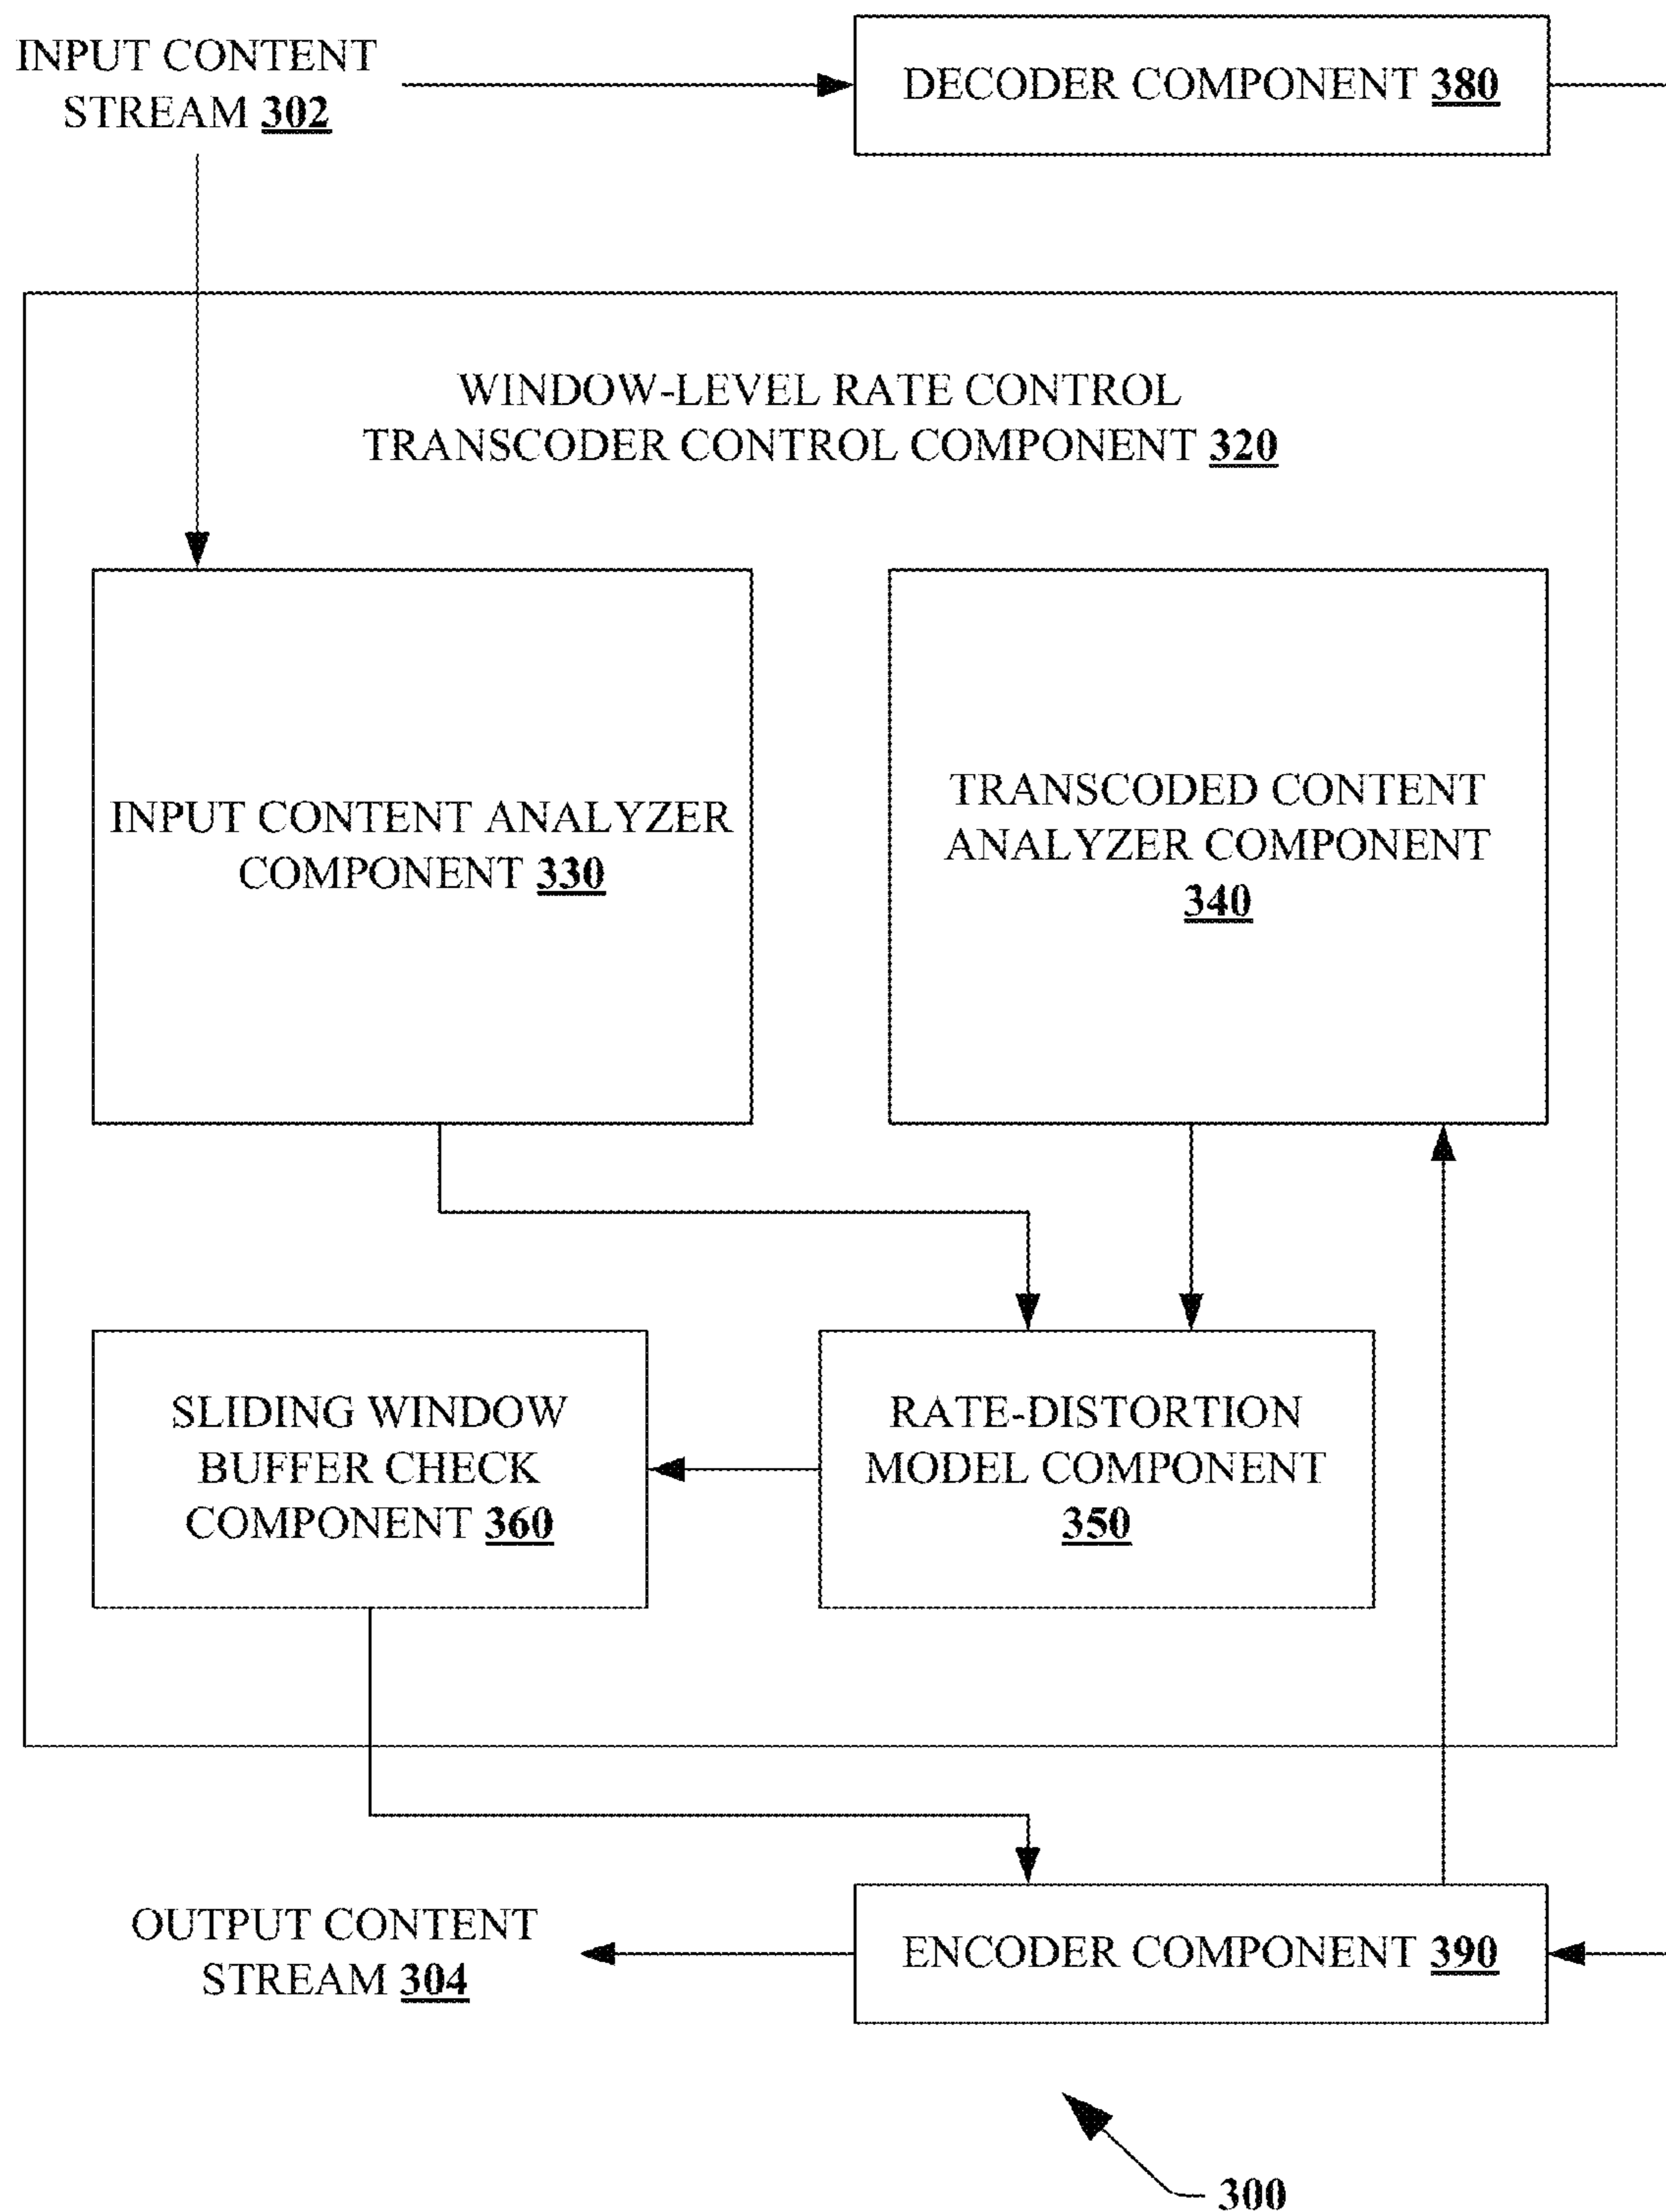 INPUT CONTENT
STREAM 302
DECODER COMPONENT 380
WINDOW-LEVEL RATE CONTROL
TRANSCODER CONTROL COMPONENT 320
INPUT CONTENT ANALYZER
COMPONENT 330
TRANSCODED CONTENT
ANALYZER COMPONENT
340
SLIDING WINDOW
BUFFER CHECK
COMPONENT 360
RATE-DISTORTION
MODEL COMPONENT
350
OUTPUT CONTENT
STREAM 304
ENCODER COMPONENT 390
300